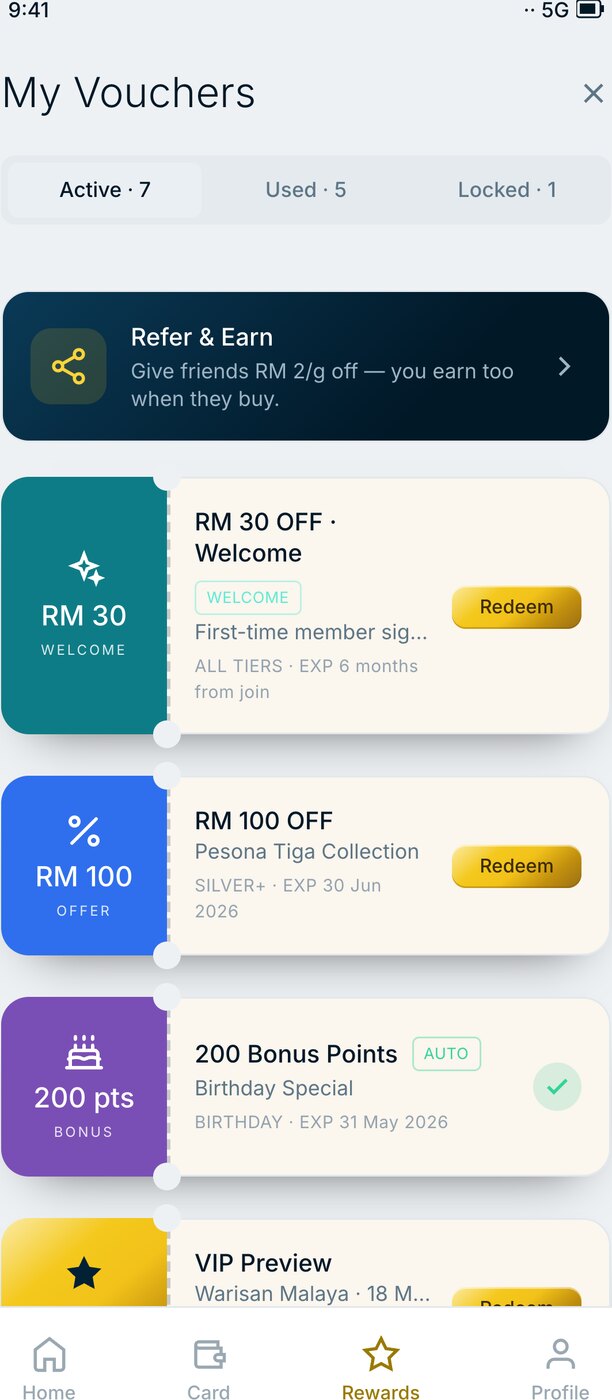 9:41
·· 5G
My Vouchers
Active · 7
Used · 5
Locked · 1
Refer & Earn
Give friends RM 2/g off — you earn too
when they buy.
RM 30
WELCOME
RM 30 OFF ·
Welcome
WELCOME
First-time member sig...
ALL TIERS · EXP 6 months
from join
Redeem
RM 100
OFFER
RM 100 OFF
Pesona Tiga Collection
SILVER+ · EXP 30 Jun
2026
Redeem
200 pts
BONUS
200 Bonus Points
AUTO
Birthday Special
BIRTHDAY · EXP 31 May 2026
VIP Preview
Warisan Malaya · 18 M...
Redeem
Home
Card
Rewards
Profile